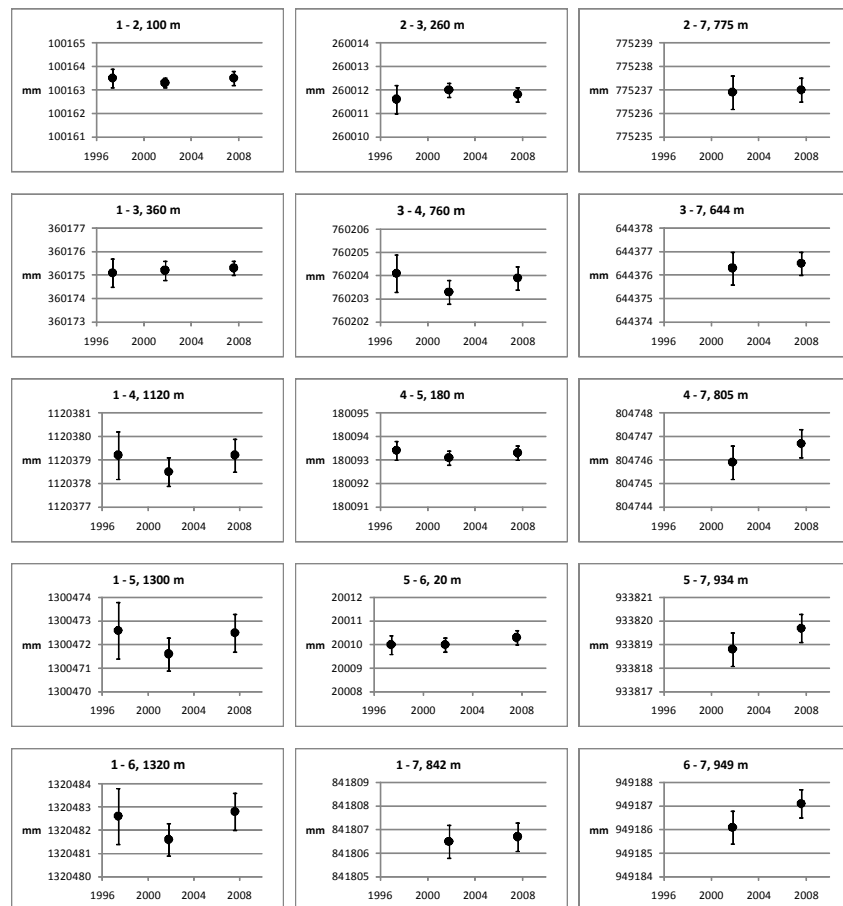 1 - 2, 100 m
100165
100164
mm
100163
100162
100161
1996 2000 2004 2008
2 - 3, 260 m
260014
260013
mm
260012
260011
260010
1996 2000 2004 2008
2 - 7, 775 m
775239
775238
mm
775237
775236
775235
1996 2000 2004 2008
1 - 3, 360 m
360177
360176
mm
360175
360174
360173
1996 2000 2004 2008
3 - 4, 760 m
760206
760205
mm
760204
760203
760202
1996 2000 2004 2008
3 - 7, 644 m
644378
644377
mm
644376
644375
644374
1996 2000 2004 2008
1 - 4, 1120 m
1120381
1120380
mm
1120379
1120378
1120377
1996 2000 2004 2008
4 - 5, 180 m
180095
180094
mm
180093
180092
180091
1996 2000 2004 2008
4 - 7, 805 m
804748
804747
mm
804746
804745
804744
1996 2000 2004 2008
1 - 5, 1300 m
1300474
1300473
mm
1300472
1300471
1300470
1996 2000 2004 2008
5 - 6, 20 m
20012
20011
mm
20010
20009
20008
1996 2000 2004 2008
5 - 7, 934 m
933821
933820
mm
933819
933818
933817
1996 2000 2004 2008
1 - 6, 1320 m
1320484
1320483
mm
1320482
1320481
1320480
1996 2000 2004 2008
1 - 7, 842 m
841809
841808
mm
841807
841806
841805
1996 2000 2004 2008
6 - 7, 949 m
949188
949187
mm
949186
949185
949184
1996 2000 2004 2008